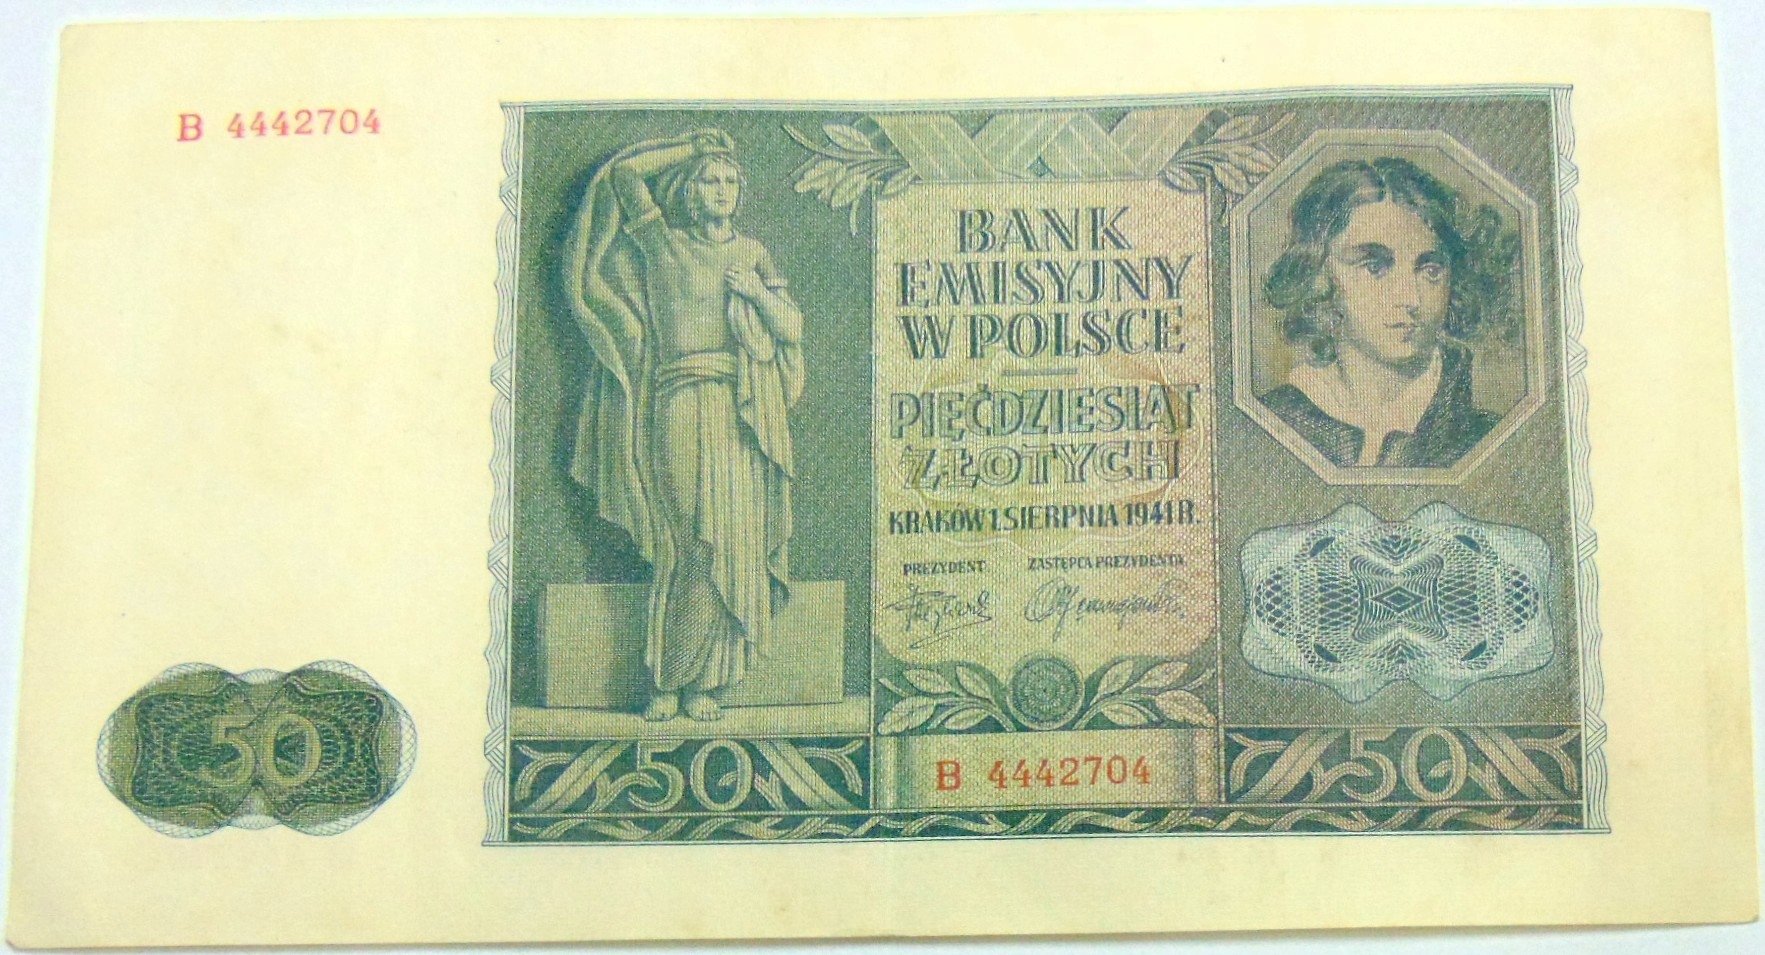 B 4442704
BANK
EMISYJNY
W POLSCE
PIĘĆDZIESIĄT
ZŁOTYCH
KRAKÓW 1. SIERPNIA 1941 R.
PREZYDENT ZASTĘPCA PREZYDENTA
50
50 B 4442704 50